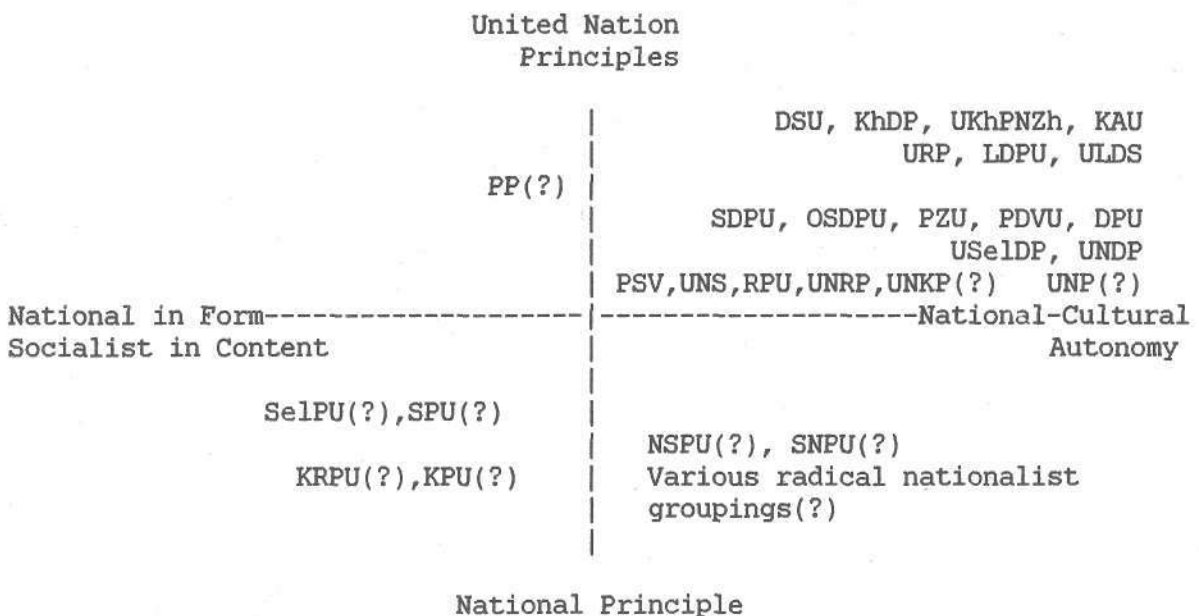 United Nation
Principles
DSU, KhDP, UKhPNZh, KAU
URP, LDPU, ULDS
PP(?)
SDPU, OSDPU, PZU, PDVU, DPU
USelDP, UNDP
PSV,UNS,RPU,UNRP,UNKP(?) UNP(?)
National in Form National-Cultural
Socialist in Content Autonomy
SelPU(?),SPU(?)
NSPU(?), SNPU(?)
KRPU(?),KPU(?) Various radical nationalist
groupings(?)
National Principle